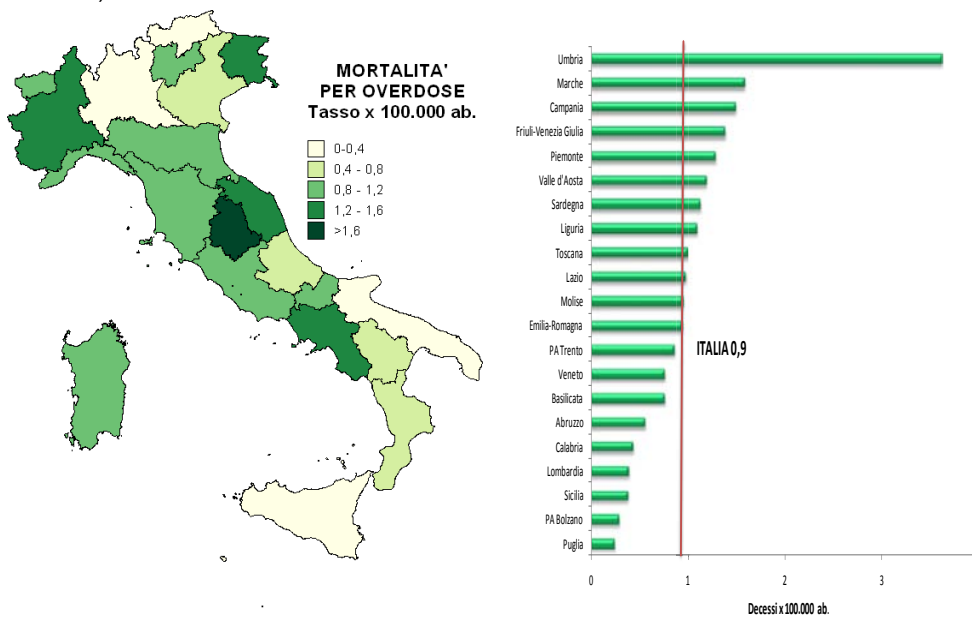 MORTALITA'
PER OVERDOSE
Tasso x 100.000 ab.
0-0,4
0,4 - 0,8
0,8 - 1,2
1,2 - 1,6
>1,6
Umbria
Marche
Campania
Friuli-Venezia Giulia
Piemonte
Valle d'Aosta
Sardegna
Liguria
Toscana
Lazio
Molise
Emilia-Romagna
PA Trento
Veneto
Basilicata
Abruzzo
Calabria
Lombardia
Sicilia
PA Bolzano
Puglia
ITALIA 0,9
0 1 2 3
Decessi x 100.000 ab.